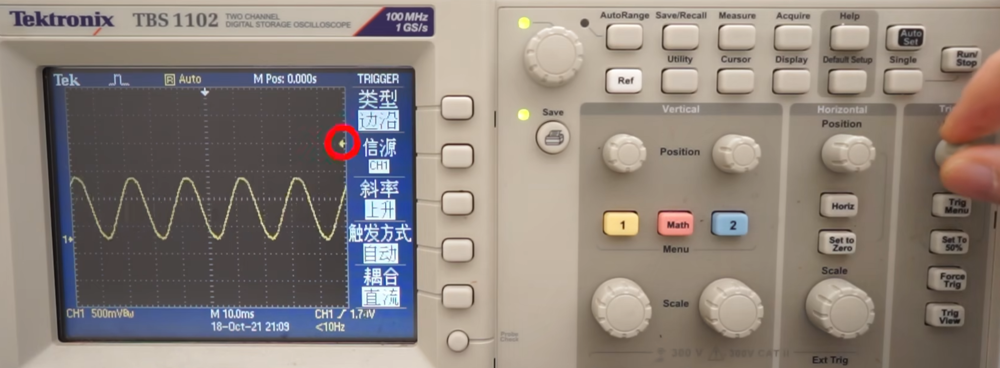 Tektronix TBS 1102 TWO CHANNEL
DIGITAL STORAGE OSCILLOSCOPE
100 MHz
1 GS/s
Tek R Auto M Pos: 0.000s TRIGGER
类型
边沿
信源
CH1
斜率
上升
触发方式
自动
耦合
直流
1
CH1 500mVBW M 10.0ms CH1
18-Oct-21 21:09 <10Hz
AutoRange Save/Recall Measure Acquire Help
Auto
Set
Run/
Stop
Utility Cursor Display Default Setup Single
Ref
Save
Vertical
Position
1 Math 2
Menu
Scale
Horizontal
Position
Horiz
Set to
Zero
Scale
Trig
Menu
Set To
50%
Force
Trig
Trig
View
Probe
Check
300 V 300V CAT II
Ext Trig